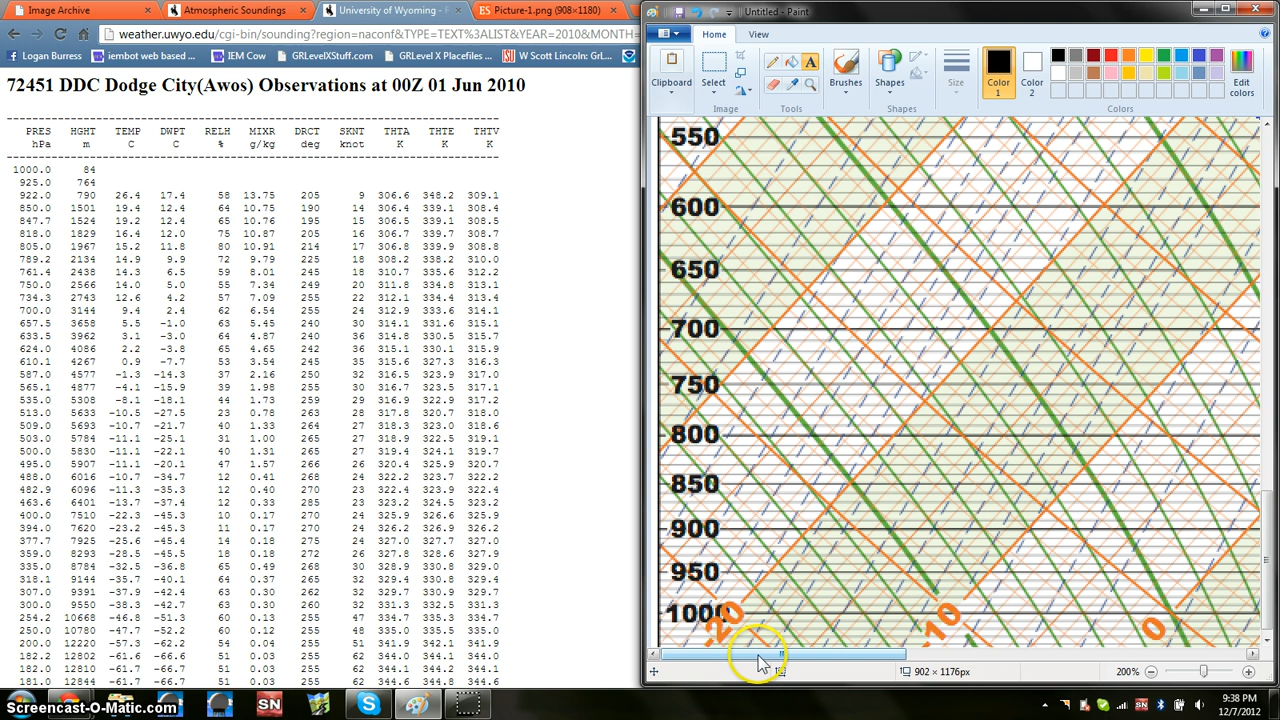 Image Archive
Atmospheric Soundings
University of Wyoming - R
Picture-1.png (908×1180)
Untitled - Paint
weather.uwyo.edu/cgi-bin/sounding?region=naconf&TYPE=TEXT%3ALIST&YEAR=2010&MONTH=
Logan Burress
iembot web based ...
IEM Cow
GRLevelXStuff.com
GRLevel X Placefiles ...
W Scott Lincoln: GrL...
Home
View
Clipboard
Select
Image
Tools
Brushes
Shapes
Shapes
Size
Color 1
Color 2
Edit colors
Colors
72451 DDC Dodge City(Awos) Observations at 00Z 01 Jun 2010
PRES HGHT TEMP DWPT RELH MIXR DRCT SKNT THTA THTE THTV
hPa m C C % g/kg deg knot K K K
1000.0 84
925.0 764
922.0 790 26.4 17.4 58 13.75 205 9 306.6 348.2 309.1
850.0 1501 19.4 12.4 64 10.75 190 14 306.4 339.1 308.4
847.7 1524 19.2 12.4 65 10.76 195 15 306.5 339.1 308.5
818.0 1829 16.4 12.0 75 10.87 205 16 306.7 339.7 308.7
805.0 1967 15.2 11.8 80 10.91 214 17 306.8 339.9 308.8
789.2 2134 14.9 9.9 72 9.79 225 18 308.2 338.2 310.0
761.4 2438 14.3 6.5 59 8.01 245 18 310.7 335.6 312.2
750.0 2566 14.0 5.0 55 7.34 249 20 311.8 334.8 313.1
734.3 2743 12.6 4.2 57 7.09 255 22 312.1 334.4 313.4
700.0 3144 9.4 2.4 62 6.54 255 24 312.9 333.6 314.1
657.5 3658 5.5 -1.0 63 5.45 240 30 314.1 331.6 315.1
633.5 3962 3.1 -3.0 64 4.87 240 36 314.8 330.5 315.7
624.0 4086 2.2 -3.8 65 4.65 242 36 315.1 330.1 315.9
610.1 4267 0.9 -7.7 53 3.54 245 35 315.6 327.3 316.3
587.0 4577 -1.3 -14.3 37 2.16 250 32 316.5 323.9 317.0
565.1 4877 -4.1 -15.9 39 1.98 255 30 316.7 323.5 317.1
535.0 5308 -8.1 -18.1 44 1.73 259 29 316.9 322.9 317.2
513.0 5633 -10.5 -27.5 23 0.78 263 28 317.8 320.7 318.0
509.0 5693 -10.7 -21.7 40 1.33 264 27 318.3 323.0 318.6
503.0 5784 -11.1 -25.1 31 1.00 265 27 318.9 322.5 319.1
500.0 5830 -11.1 -22.1 40 1.31 265 27 319.4 324.1 319.7
495.0 5907 -11.1 -20.1 47 1.57 266 26 320.4 325.9 320.7
488.0 6016 -10.7 -34.7 12 0.41 268 24 322.2 323.7 322.2
482.9 6096 -11.3 -35.3 12 0.40 270 23 322.4 323.9 322.4
463.6 6401 -13.7 -37.4 12 0.33 285 23 323.2 324.5 323.2
400.0 7510 -22.3 -45.3 10 0.17 270 24 325.9 326.6 325.9
394.0 7620 -23.2 -45.3 11 0.17 270 24 326.2 326.9 326.2
377.7 7925 -25.6 -45.4 14 0.18 275 24 327.0 327.7 327.0
359.0 8293 -28.5 -45.5 18 0.18 272 26 327.8 328.6 327.9
335.0 8784 -32.5 -36.8 65 0.49 268 30 328.9 330.8 329.0
318.1 9144 -35.7 -40.1 64 0.37 265 32 329.4 330.8 329.4
307.0 9391 -37.9 -42.4 63 0.30 262 32 329.7 330.9 329.7
300.0 9550 -38.3 -42.7 63 0.30 260 32 331.3 332.5 331.3
254.2 10668 -46.8 -51.3 60 0.13 255 47 334.7 335.3 334.7
250.0 10780 -47.7 -52.2 60 0.12 255 48 335.0 335.5 335.0
200.0 12220 -57.3 -62.2 54 0.04 255 51 341.9 342.1 341.9
182.2 12802 -61.6 -66.6 51 0.03 255 62 344.0 344.1 344.0
182.0 12810 -61.7 -66.7 51 0.03 255 62 344.1 344.2 344.1
181.0 12844 -61.7 -66.7 51 0.03 255 62 344.6 344.8 344.6
550
600
650
700
750
800
850
900
950
1000
-20
-10
0
902 × 1176px
200%
Screencast-O-Matic.com
9:38 PM
12/7/2012